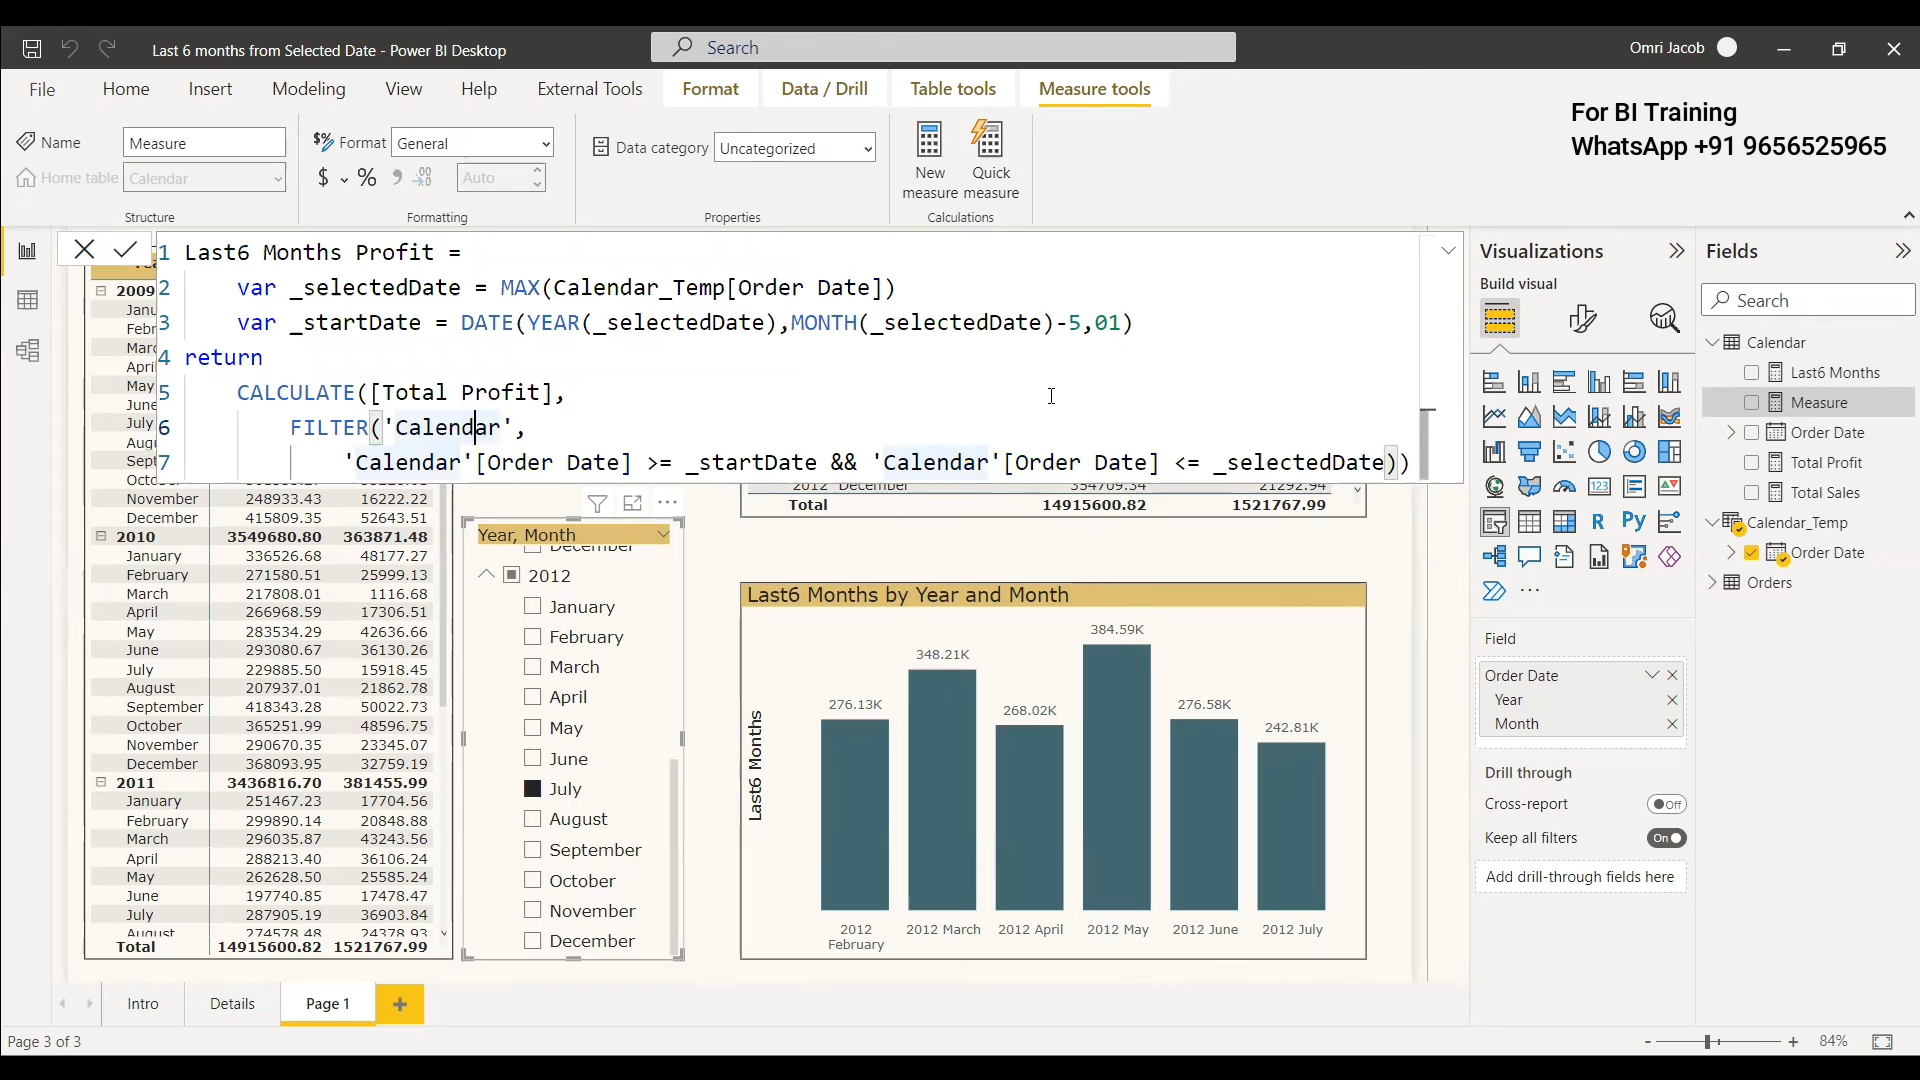 Last 6 months from Selected Date - Power BI Desktop
Search
Omri Jacob
File Home Insert Modeling View Help External Tools Format Data / Drill Table tools Measure tools
For BI Training
WhatsApp +91 9656525965
Name Measure
Home table Calendar
Structure
Format General
$ % Auto
Formatting
Data category Uncategorized
Properties
New measure
Quick measure
Calculations
1 Last6 Months Profit =
2 var _selectedDate = MAX(Calendar_Temp[Order Date])
3 var _startDate = DATE(YEAR(_selectedDate),MONTH(_selectedDate)-5,01)
4 return
5 CALCULATE([Total Profit],
6 FILTER('Calendar',
7 'Calendar'[Order Date] >= _startDate && 'Calendar'[Order Date] <= _selectedDate))
2009
November 248933.43 16222.22
December 415809.35 52643.51
2010 3549680.80 363871.48
January 336526.68 48177.27
February 271580.51 25999.13
March 217808.01 1116.68
April 266968.59 17306.51
May 283534.29 42636.66
June 293080.67 36130.26
July 229885.50 15918.45
August 207937.01 21862.78
September 418343.28 50022.73
October 365251.99 48596.75
November 290670.35 23345.07
December 368093.95 32759.19
2011 3436816.70 381455.99
January 251467.23 17704.56
February 299890.14 20848.88
March 296035.87 43243.56
April 288213.40 36106.24
May 262628.50 25585.24
June 197740.85 17478.47
July 287905.19 36903.84
August 274578.48 24378.93
Total 14915600.82 1521767.99
Year, Month
December
2012
January
February
March
April
May
June
July
August
September
October
November
December
2012 December 354709.34 21292.94
Total 14915600.82 1521767.99
Last6 Months by Year and Month
Last6 Months
276.13K 348.21K 268.02K 384.59K 276.58K 242.81K
2012 February 2012 March 2012 April 2012 May 2012 June 2012 July
Visualizations
Build visual
R Py
Field
Order Date
Year
Month
Drill through
Cross-report Off
Keep all filters On
Add drill-through fields here
Fields
Search
Calendar
Last6 Months
Measure
Order Date
Total Profit
Total Sales
Calendar_Temp
Order Date
Orders
Intro Details Page 1
Page 3 of 3
84%